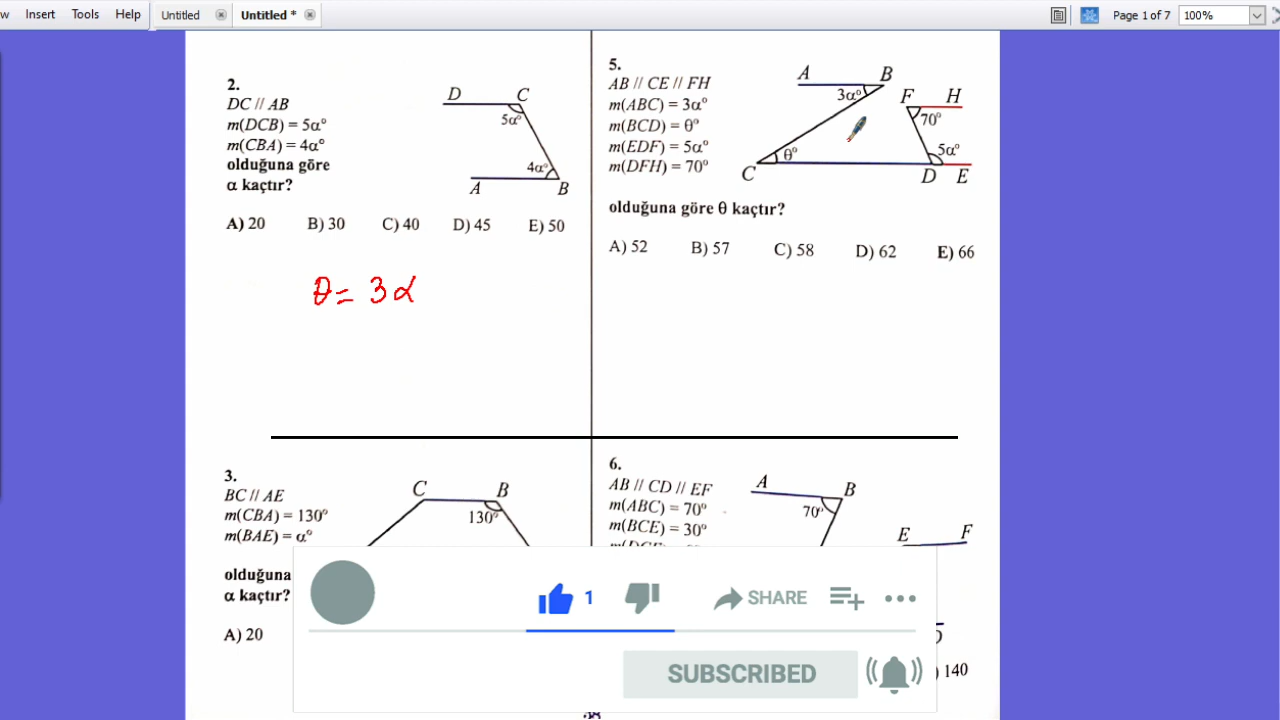 w Insert Tools Help Untitled Untitled * Page 1 of 7 100%
2.
DC // AB
m(DCB) = 5α°
m(CBA) = 4α°
olduğuna göre
α kaçtır?
D C
5α°
4α°
A B
A) 20 B) 30 C) 40 D) 45 E) 50
θ = 3α
5.
AB // CE // FH
m(ABC) = 3α°
m(BCD) = θ°
m(EDF) = 5α°
m(DFH) = 70°
A B
3α° F H
70°
θ° 5α°
C D E
olduğuna göre θ kaçtır?
A) 52 B) 57 C) 58 D) 62 E) 66
3.
BC // AE
m(CBA) = 130°
m(BAE) = α°
C B
130°
olduğuna
α kaçtır?
A) 20
6.
AB // CD // EF
m(ABC) = 70°
m(BCE) = 30°
A B
70°
E F
140
1 SHARE
SUBSCRIBED